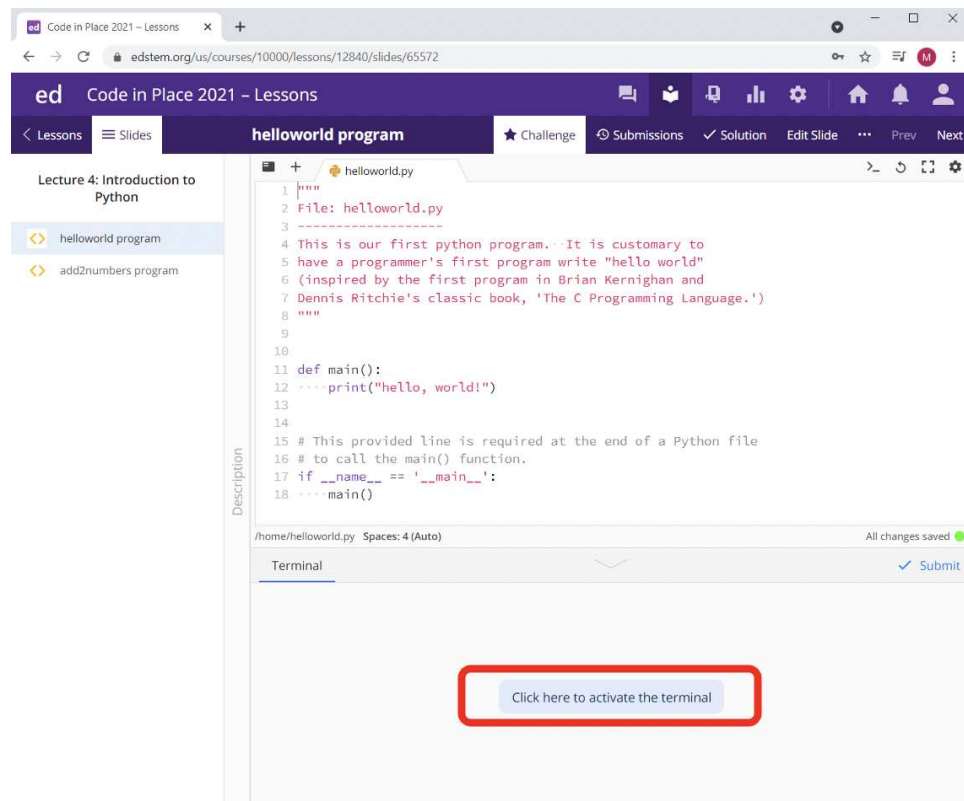 ed Code in Place 2021 – Lessons
edstem.org/us/courses/10000/lessons/12840/slides/65572
M
ed Code in Place 2021 – Lessons
Lessons
Slides
helloworld program
Challenge
Submissions
Solution
Edit Slide
Prev
Next
Lecture 4: Introduction to
Python
helloworld program
add2numbers program
Description
helloworld.py
1 """
2 File: helloworld.py
3 -------------------
4 This is our first python program.··It is customary to
5 have a programmer's first program write "hello world"
6 (inspired by the first program in Brian Kernighan and
7 Dennis Ritchie's classic book, 'The C Programming Language.')
8 """
9
10
11 def main():
12 ····print("hello, world!")
13
14
15 # This provided line is required at the end of a Python file
16 # to call the main() function.
17 if __name__ == '__main__':
18 ····main()
/home/helloworld.py Spaces: 4 (Auto)
All changes saved
Terminal
Submit
Click here to activate the terminal